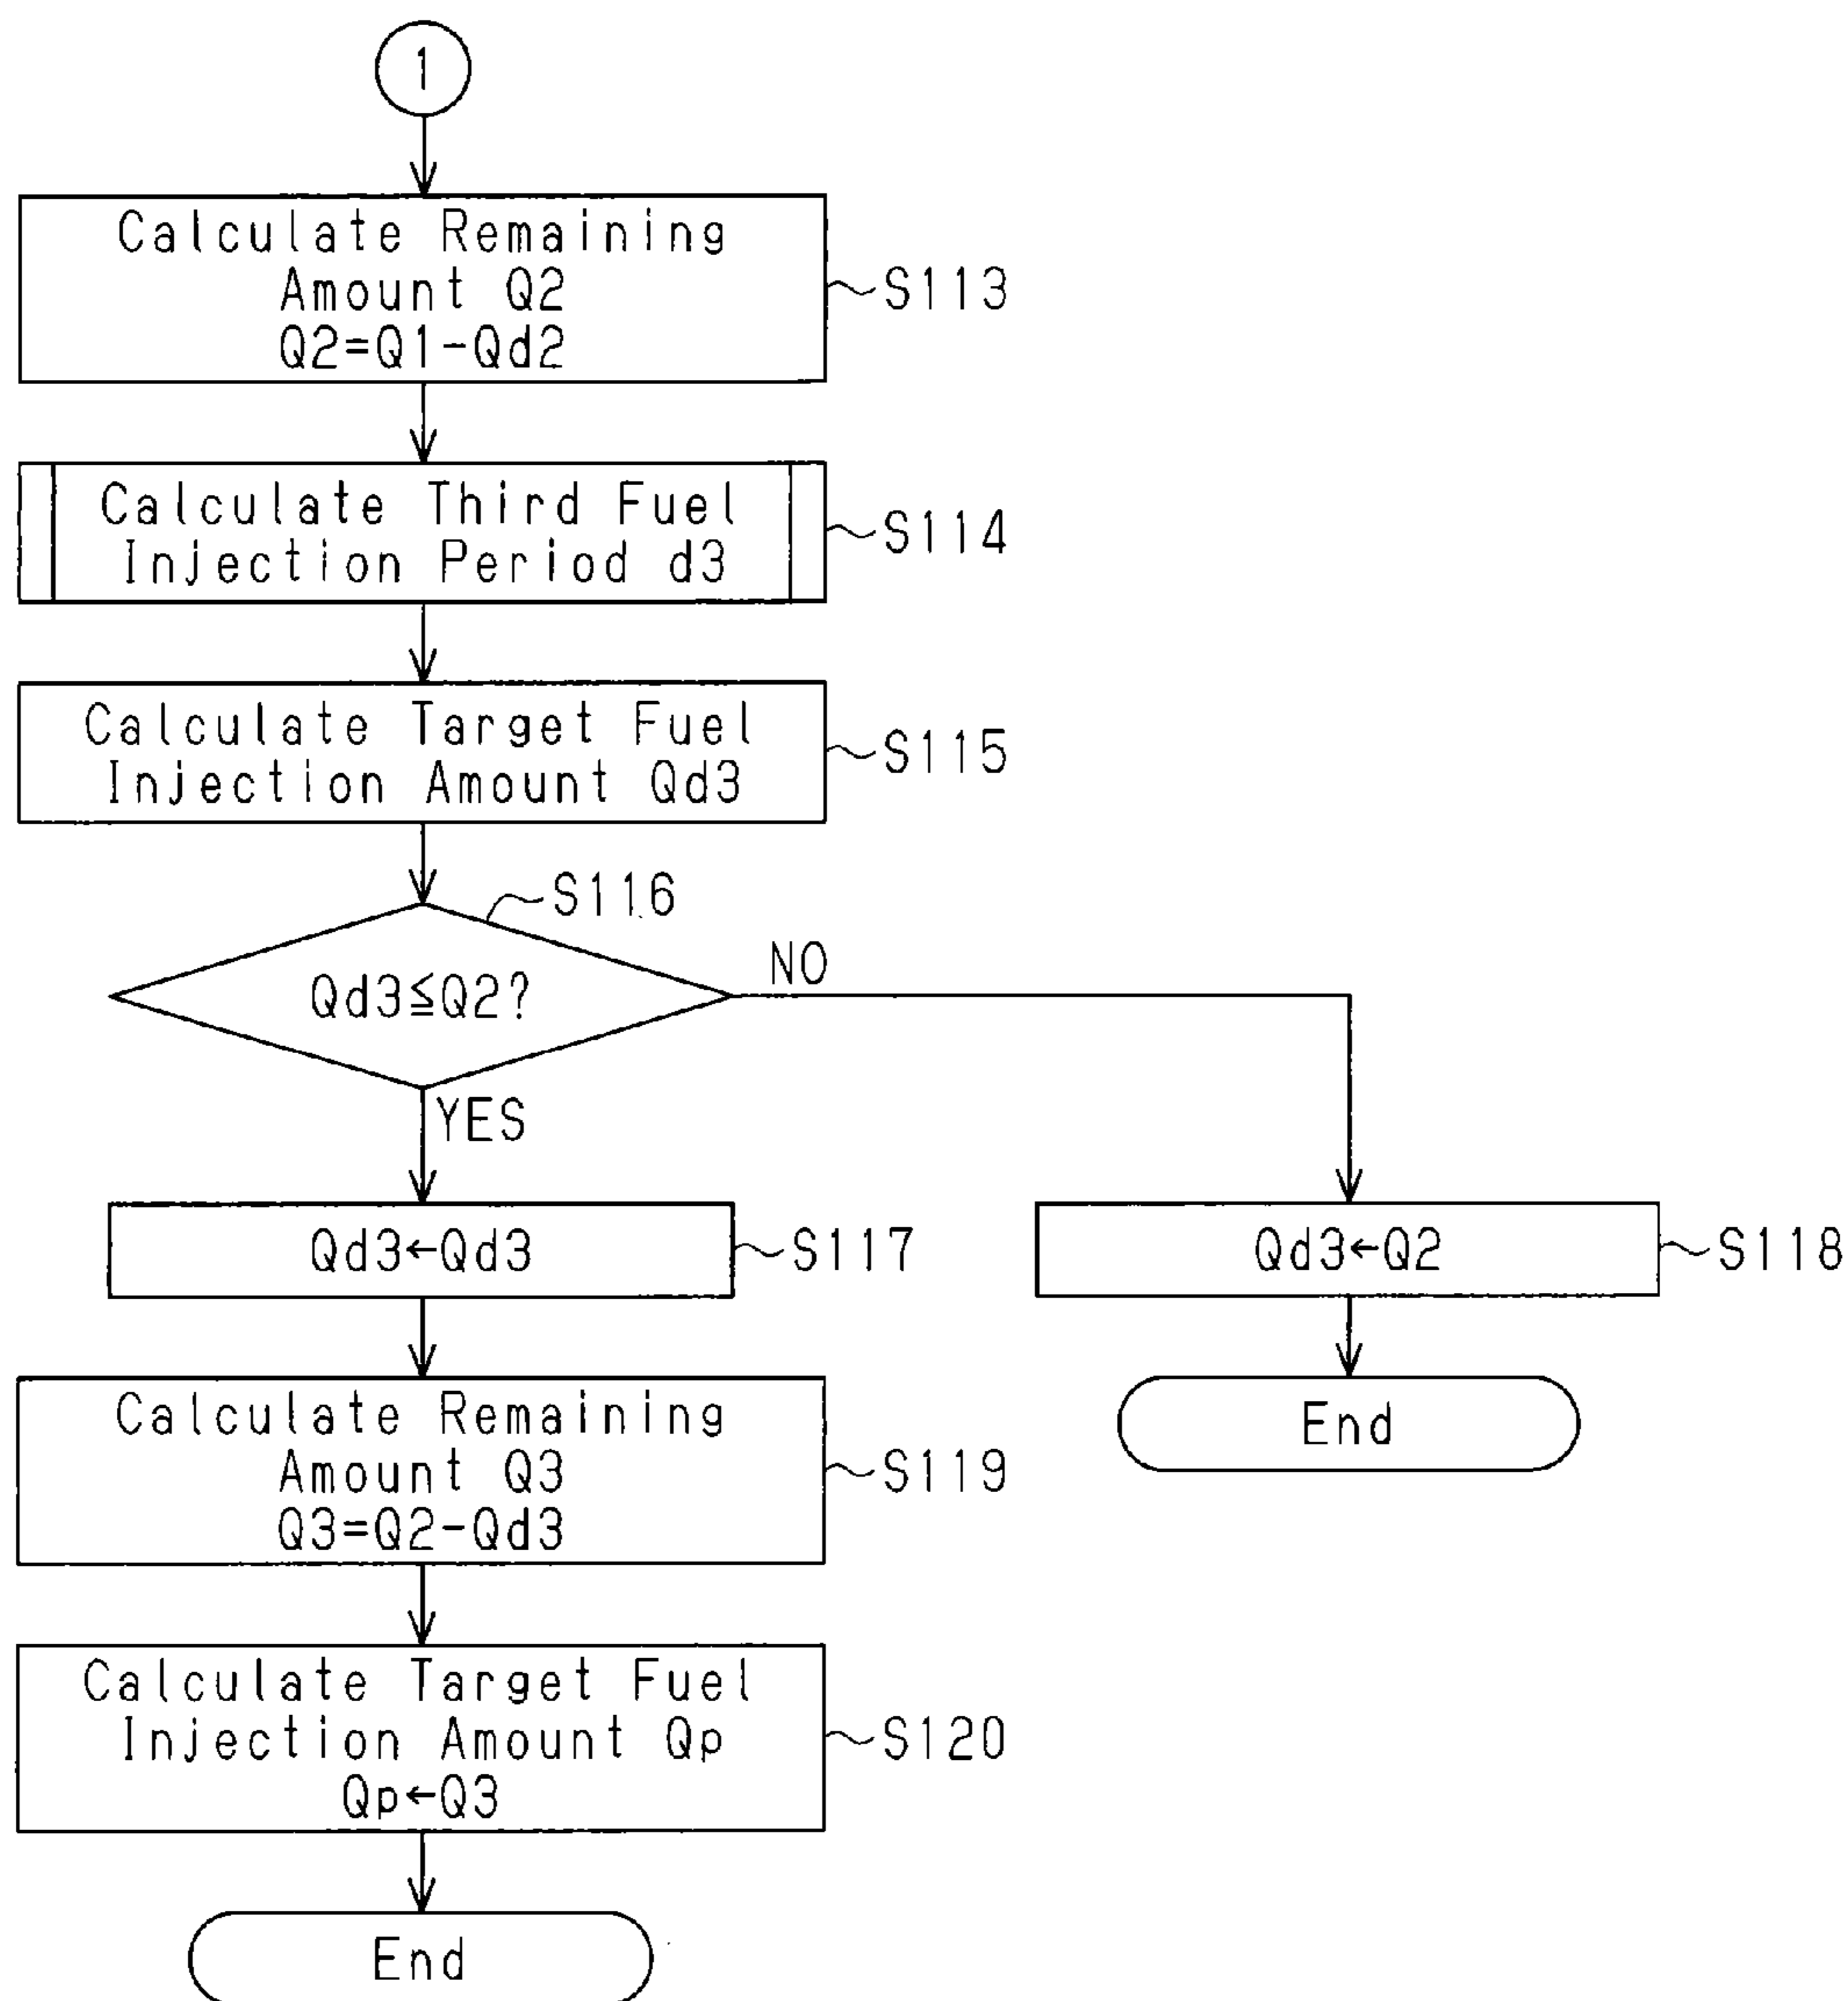 1
Calculate Remaining
Amount Q2
Q2=Q1-Qd2
S113
Calculate Third Fuel
Injection Period d3
S114
Calculate Target Fuel
Injection Amount Qd3
S115
S116
Qd3≦Q2?
NO
YES
Qd3←Qd3
S117
Qd3←Q2
S118
Calculate Remaining
Amount Q3
Q3=Q2-Qd3
S119
End
Calculate Target Fuel
Injection Amount Qp
Qp←Q3
S120
End